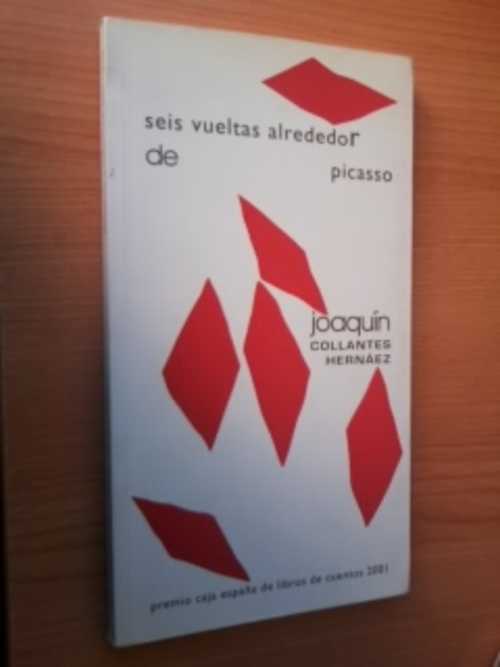 seis vueltas alrededor
de picasso
joaquín
COLLANTES
HERNÁEZ
premio caja españa de libros de cuentos 2001